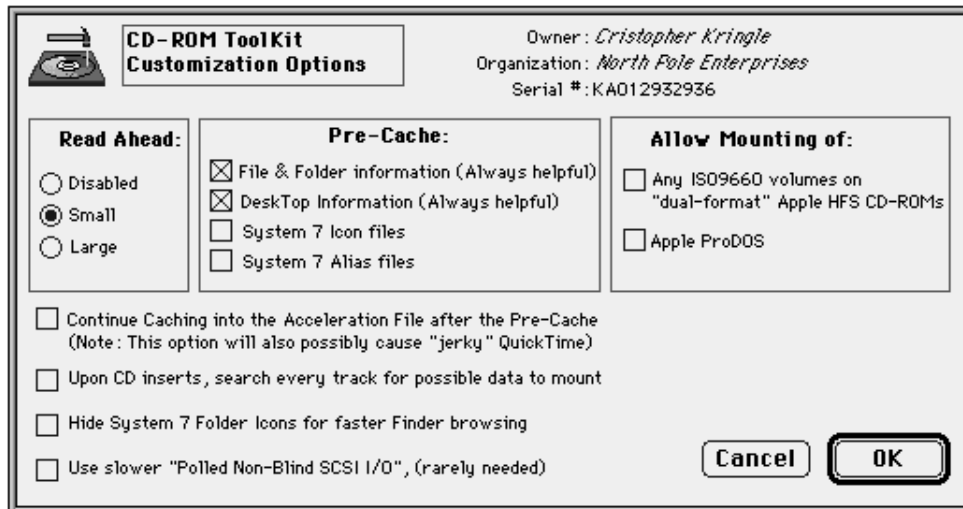 CD-ROM ToolKit
Customization Options
Owner: Cristopher Kringle
Organization: North Pole Enterprises
Serial #:KA012932936
Read Ahead:
Disabled
Small
Large
Pre-Cache:
File & Folder information (Always helpful)
DeskTop Information (Always helpful)
System 7 Icon files
System 7 Alias files
Allow Mounting of:
Any ISO9660 volumes on
"dual-format" Apple HFS CD-ROMs
Apple ProDOS
Continue Caching into the Acceleration File after the Pre-Cache
(Note: This option will also possibly cause "jerky" QuickTime)
Upon CD inserts, search every track for possible data to mount
Hide System 7 Folder Icons for faster Finder browsing
Use slower "Polled Non-Blind SCSI I/O", (rarely needed)
Cancel
OK